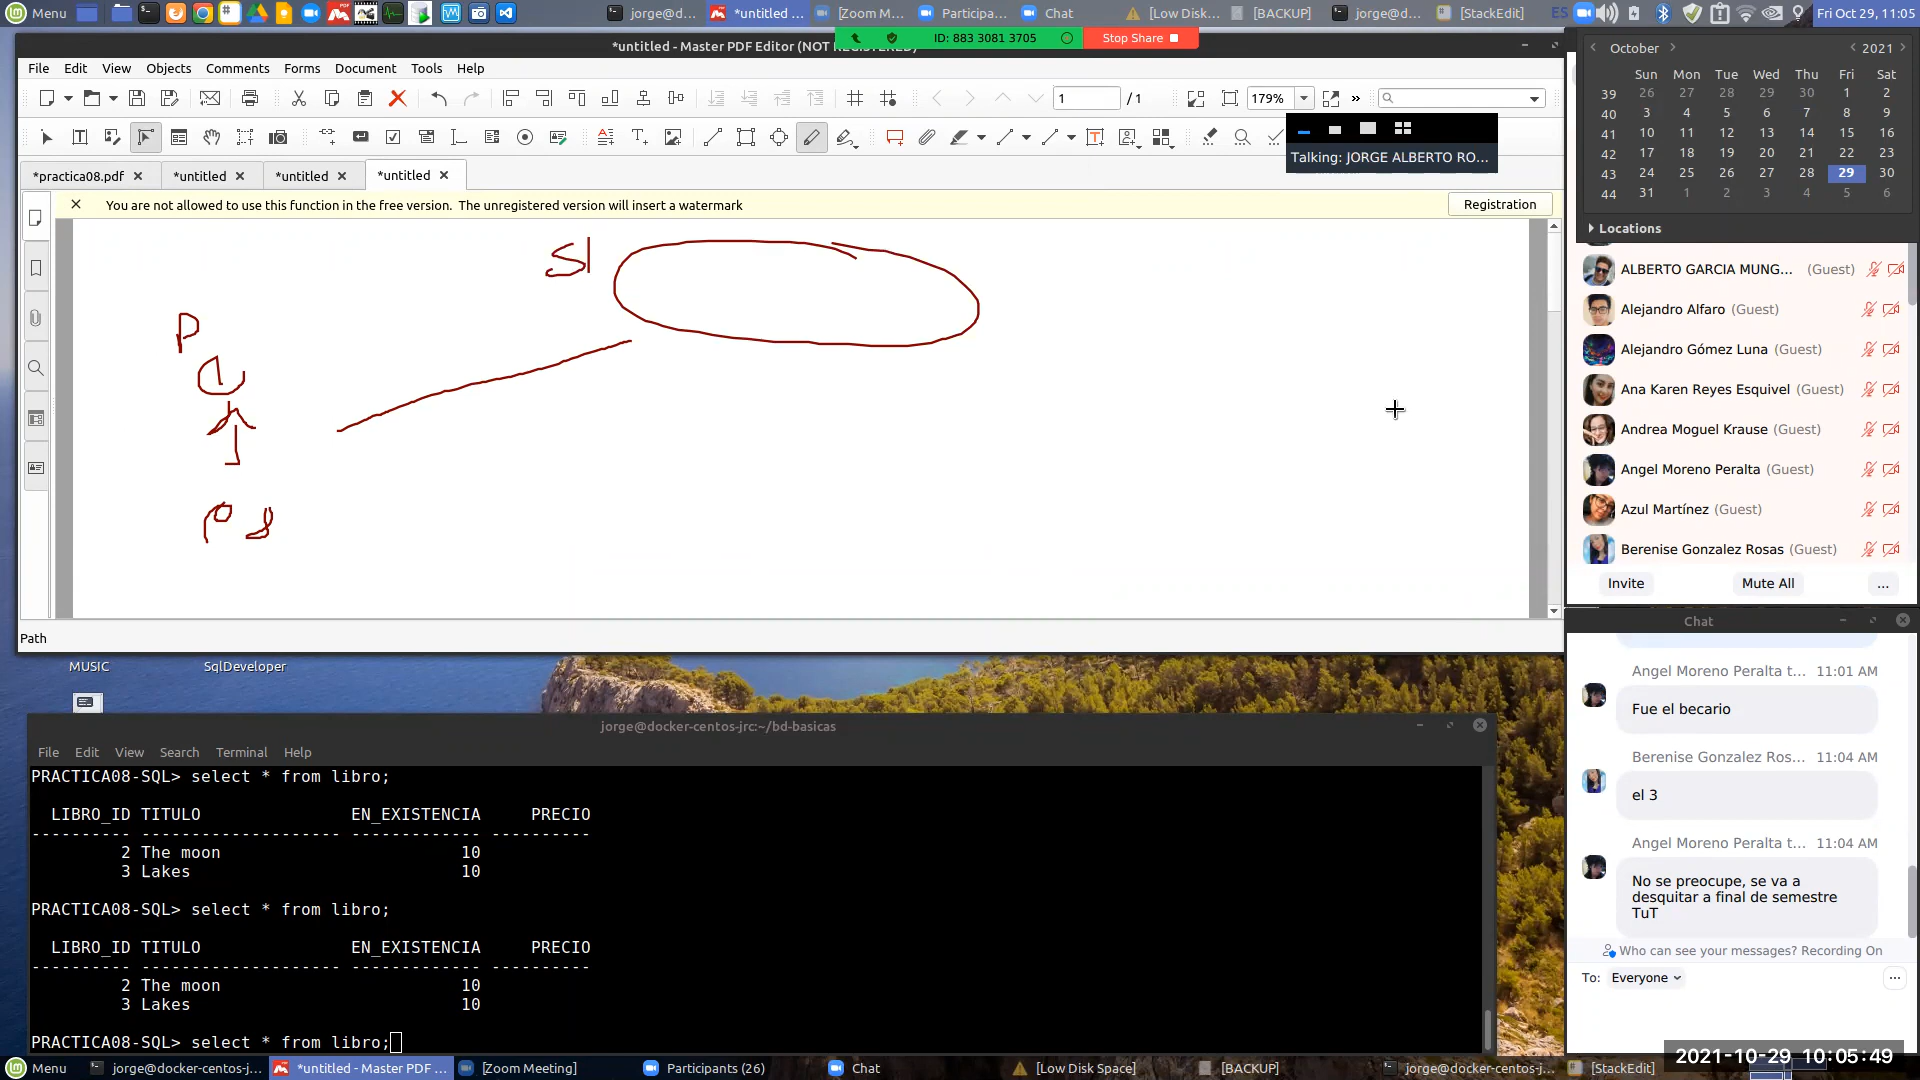 Menu
jorge@d...
*untitled ...
[Zoom M...
Participa...
Chat
[Low Disk...
[BACKUP]
jorge@d...
[StackEdit]
ES
Fri Oct 29, 11:05
*untitled - Master PDF Editor (NOT REGISTERED)
ID: 883 3081 3705
Stop Share
File Edit View Objects Comments Forms Document Tools Help
1 / 1
179%
Talking: JORGE ALBERTO RO...
*practica08.pdf
*untitled
*untitled
*untitled
You are not allowed to use this function in the free version. The unregistered version will insert a watermark
Registration
S1
P
Path
October 2021
Sun Mon Tue Wed Thu Fri Sat
39 26 27 28 29 30 1 2
40 3 4 5 6 7 8 9
41 10 11 12 13 14 15 16
42 17 18 19 20 21 22 23
43 24 25 26 27 28 29 30
44 31 1 2 3 4 5 6
Locations
ALBERTO GARCIA MUNG... (Guest)
Alejandro Alfaro (Guest)
Alejandro Gómez Luna (Guest)
Ana Karen Reyes Esquivel (Guest)
Andrea Moguel Krause (Guest)
Angel Moreno Peralta (Guest)
Azul Martínez (Guest)
Berenise Gonzalez Rosas (Guest)
Invite
Mute All
...
Chat
Angel Moreno Peralta t... 11:01 AM
Fue el becario
Berenise Gonzalez Ros... 11:04 AM
el 3
Angel Moreno Peralta t... 11:04 AM
No se preocupe, se va a
desquitar a final de semestre
TuT
Who can see your messages? Recording On
To: Everyone
MUSIC
SqlDeveloper
jorge@docker-centos-jrc:~/bd-basicas
File Edit View Search Terminal Help
PRACTICA08-SQL> select * from libro;
LIBRO_ID TITULO EN_EXISTENCIA PRECIO
---------- -------------------- ------------- ----------
2 The moon 10
3 Lakes 10
PRACTICA08-SQL> select * from libro;
LIBRO_ID TITULO EN_EXISTENCIA PRECIO
---------- -------------------- ------------- ----------
2 The moon 10
3 Lakes 10
PRACTICA08-SQL> select * from libro;
Menu
jorge@docker-centos-j...
*untitled - Master PDF ...
[Zoom Meeting]
Participants (26)
Chat
[Low Disk Space]
[BACKUP]
jorge@docker-centos-j...
[StackEdit]
2021-10-29 10:05:49